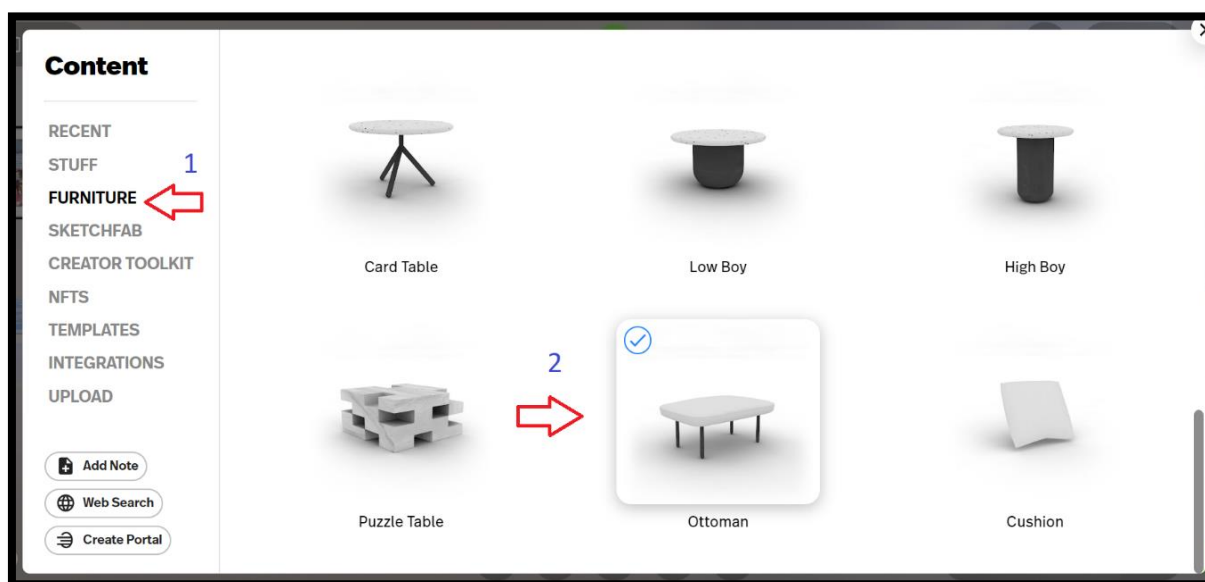 Content
RECENT
STUFF
1
FURNITURE
SKETCHFAB
CREATOR TOOLKIT
NFTS
TEMPLATES
INTEGRATIONS
UPLOAD
Add Note
Web Search
Create Portal
Card Table
Low Boy
High Boy
2
Puzzle Table
Ottoman
Cushion